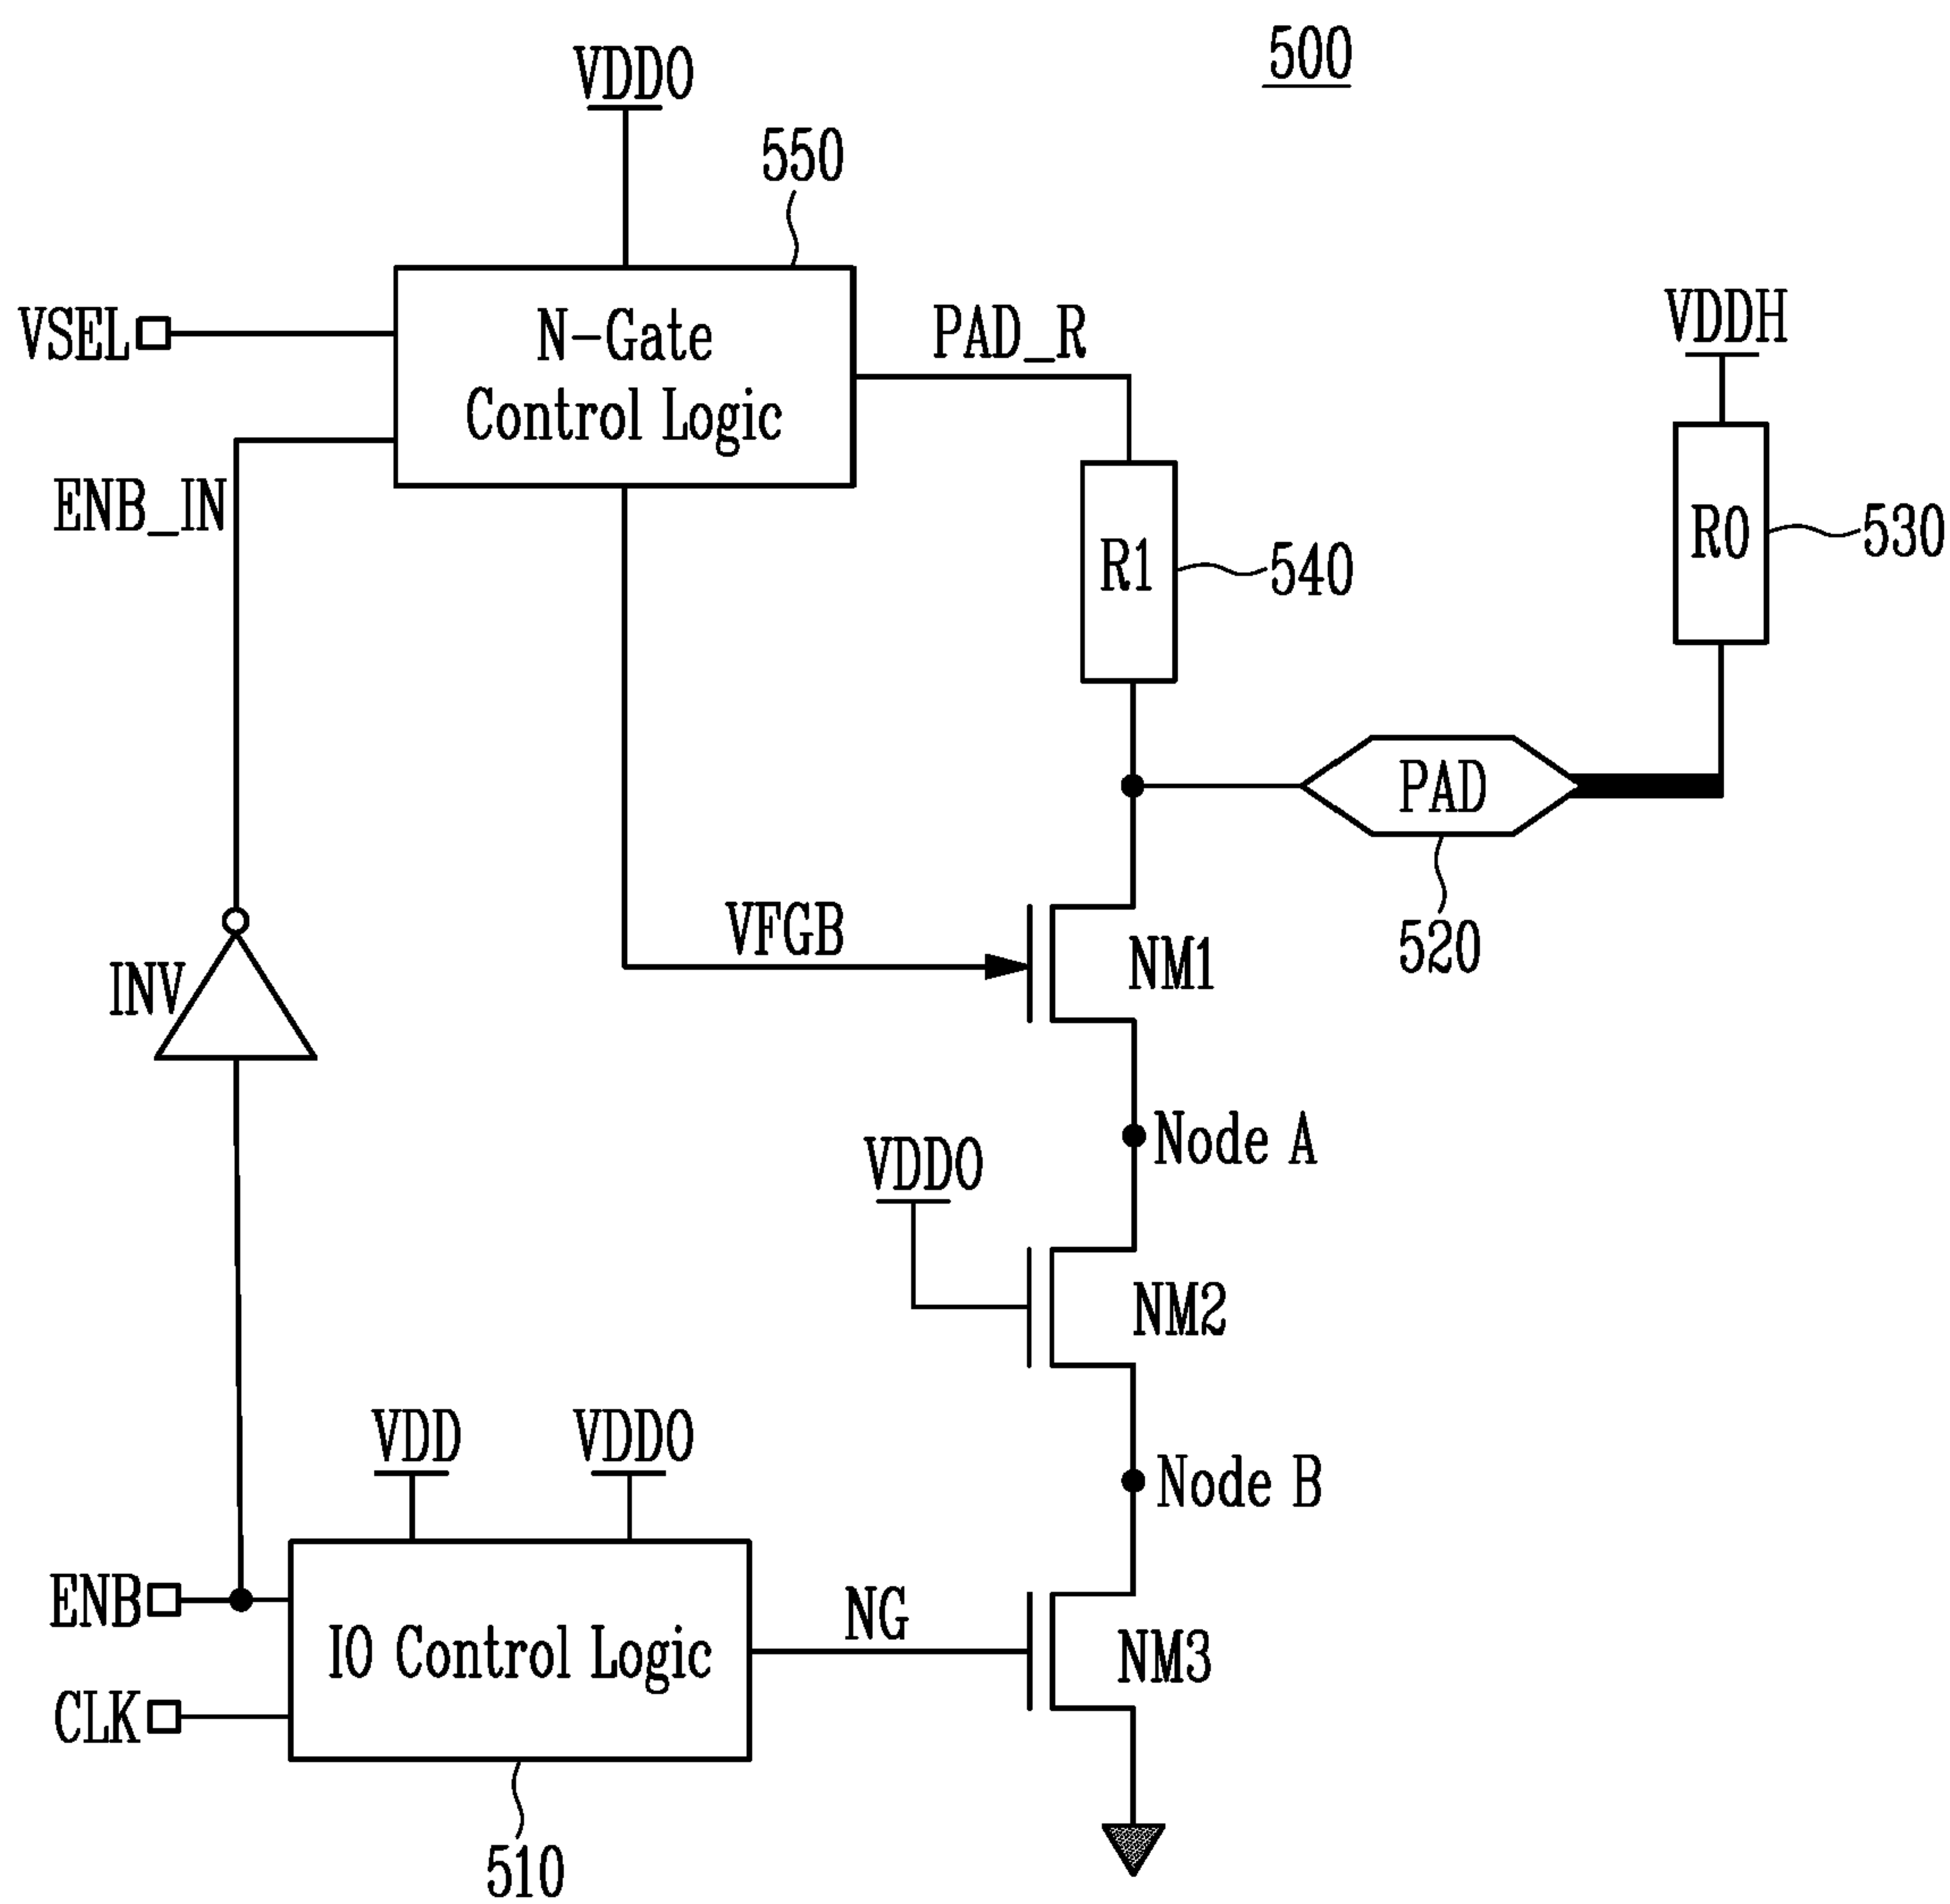 500
VDDO
550
VSEL
N-Gate
Control Logic
PAD_R
VDDH
ENB_IN
R1
540
R0
530
PAD
520
INV
VFGB
NM1
Node A
VDDO
NM2
VDD
VDDO
Node B
ENB
IO Control Logic
NG
NM3
CLK
510